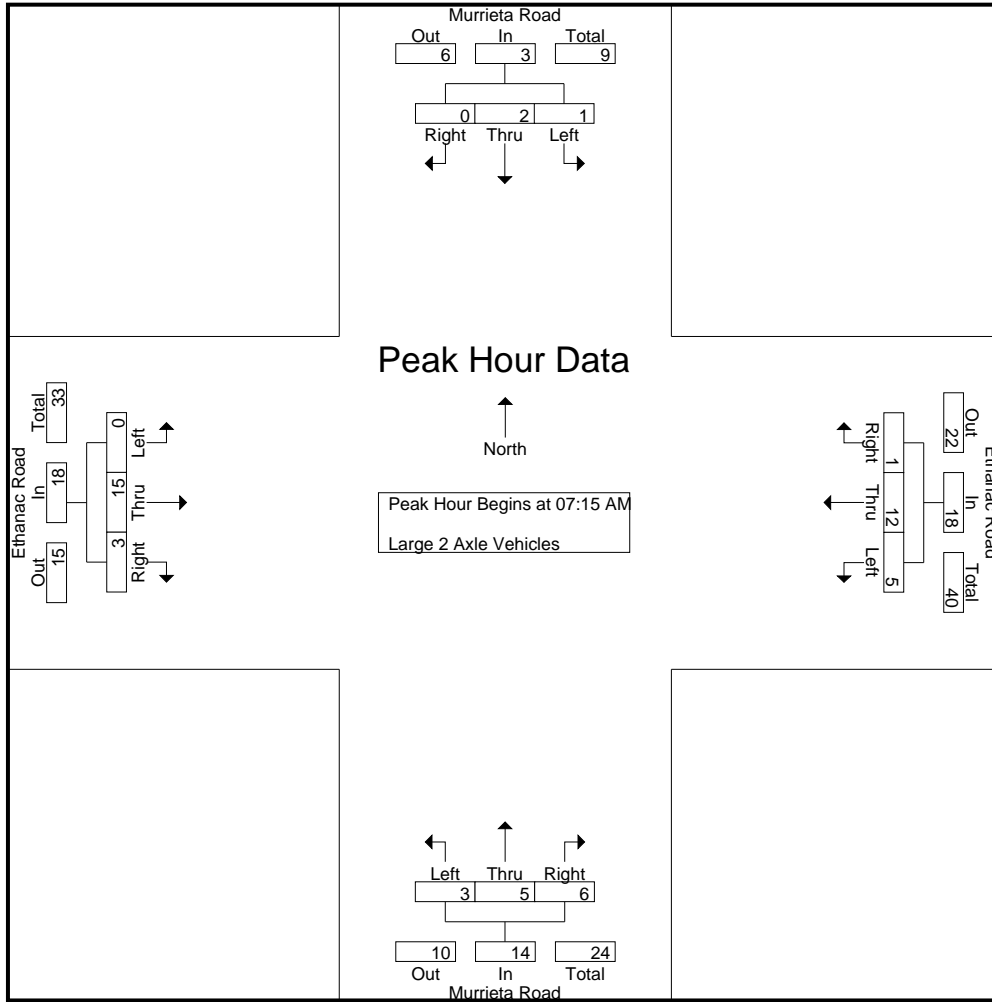 Murrieta Road
Out In Total
6 3 9
0 2 1
Right Thru Left
Peak Hour Data
North
Peak Hour Begins at 07:15 AM
Large 2 Axle Vehicles
Ethanac Road
Total In Out
33 18 15
0 15 3
Left Thru Right
Right Thru Left
1 12 5
Out In Total
22 18 40
Ethanac Road
Left Thru Right
3 5 6
10 14 24
Out In Total
Murrieta Road